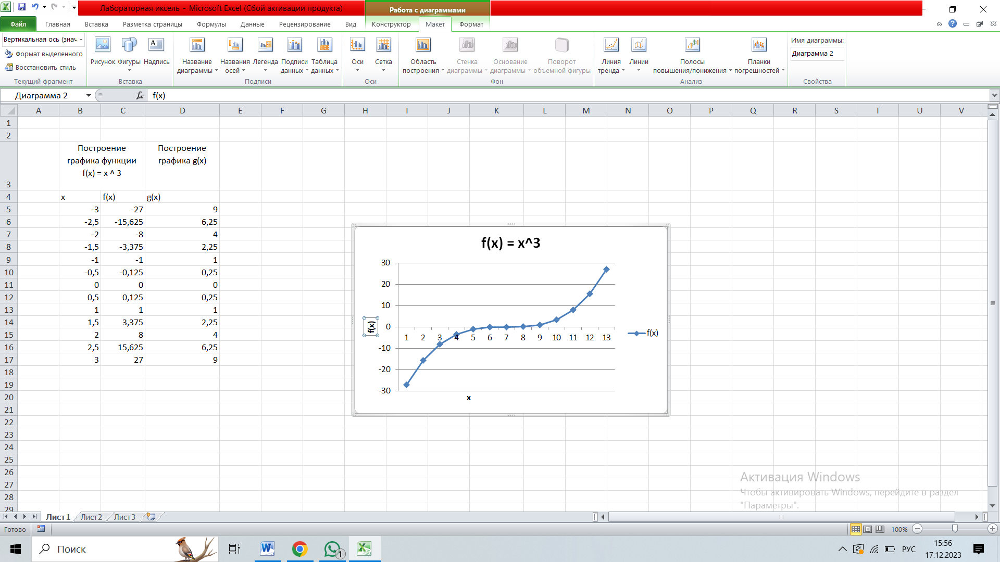 Лабораторная иксель - Microsoft Excel (Сбой активации продукта)
Работа с диаграммами
Файл Главная Вставка Разметка страницы Формулы Данные Рецензирование Вид Конструктор Макет Формат
Вертикальная ось (знач
Формат выделенного
Восстановить стиль
Текущий фрагмент
Рисунок Фигуры Надпись
Вставка
Название диаграммы
Названия осей
Легенда
Подписи данных
Таблица данных
Подписи
Оси Сетка
Оси
Область построения
Стенка диаграммы
Основание диаграммы
Поворот объемной фигуры
Фон
Линия тренда
Линии
Полосы повышения/понижения
Планки погрешностей
Анализ
Имя диаграммы:
Диаграмма 2
Свойства
Диаграмма 2
fx f(x)
A B C D E F G H I J K L M N O P Q R S T U V
1
2
3
Построение
графика функции
f(x) = x ^ 3
Построение
графика g(x)
4 x f(x) g(x)
5 -3 -27 9
6 -2,5 -15,625 6,25
7 -2 -8 4
8 -1,5 -3,375 2,25
9 -1 -1 1
10 -0,5 -0,125 0,25
11 0 0 0
12 0,5 0,125 0,25
13 1 1 1
14 1,5 3,375 2,25
15 2 8 4
16 2,5 15,625 6,25
17 3 27 9
18
19
20
21
22
23
24
25
26
27
28
29
f(x) = x^3
30
20
10
0
-10
-20
-30
1 2 3 4 5 6 7 8 9 10 11 12 13
f(x)
x
f(x)
Активация Windows
Чтобы активировать Windows, перейдите в раздел
"Параметры".
Лист1 Лист2 Лист3
Готово
100%
Поиск
1
РУС
15:56
17.12.2023